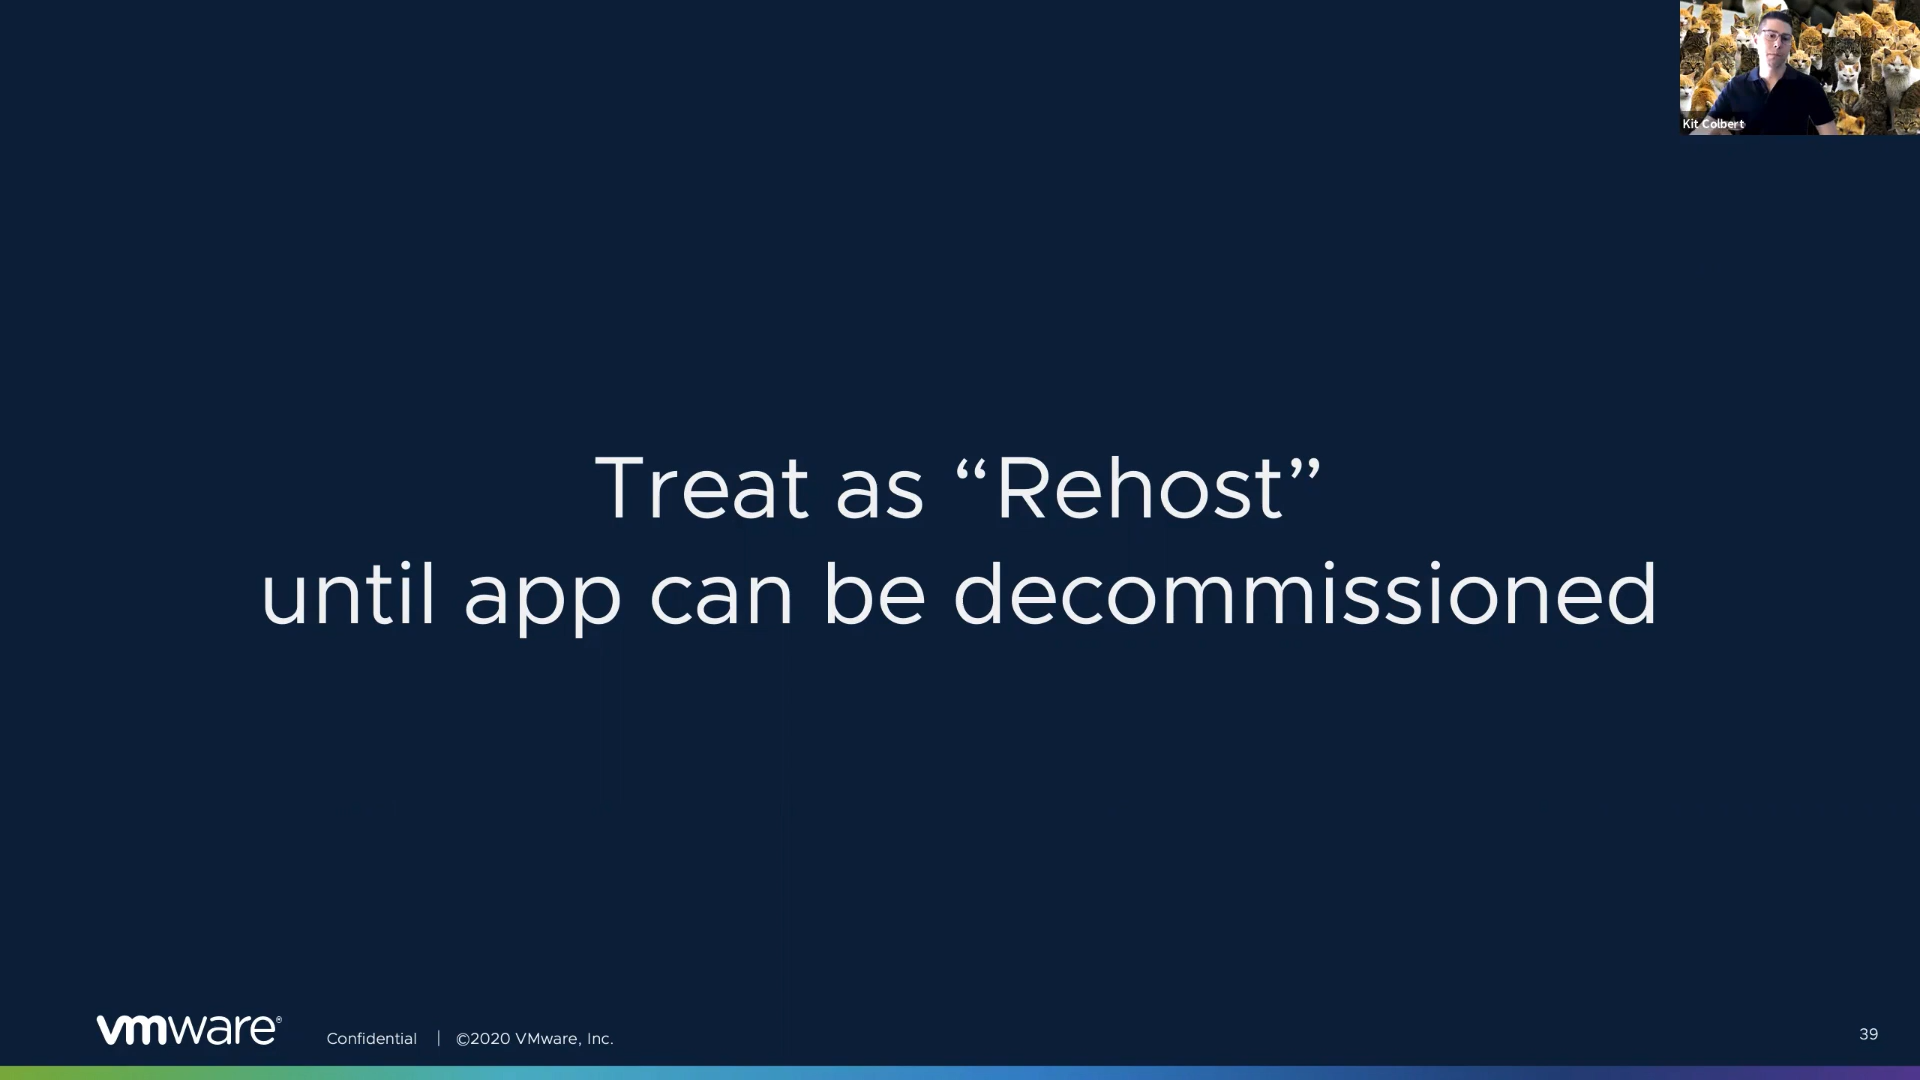 Kit Colbert
Treat as “Rehost”
until app can be decommissioned
vmware®
Confidential | ©2020 VMware, Inc.
39